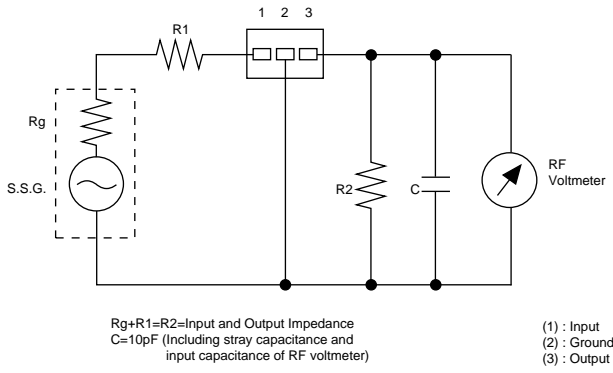 1 2 3
R1
Rg
S.S.G.
R2
C
RF
Voltmeter
Rg+R1=R2=Input and Output Impedance
C=10pF (Including stray capacitance and
input capacitance of RF voltmeter)
(1) : Input
(2) : Ground
(3) : Output